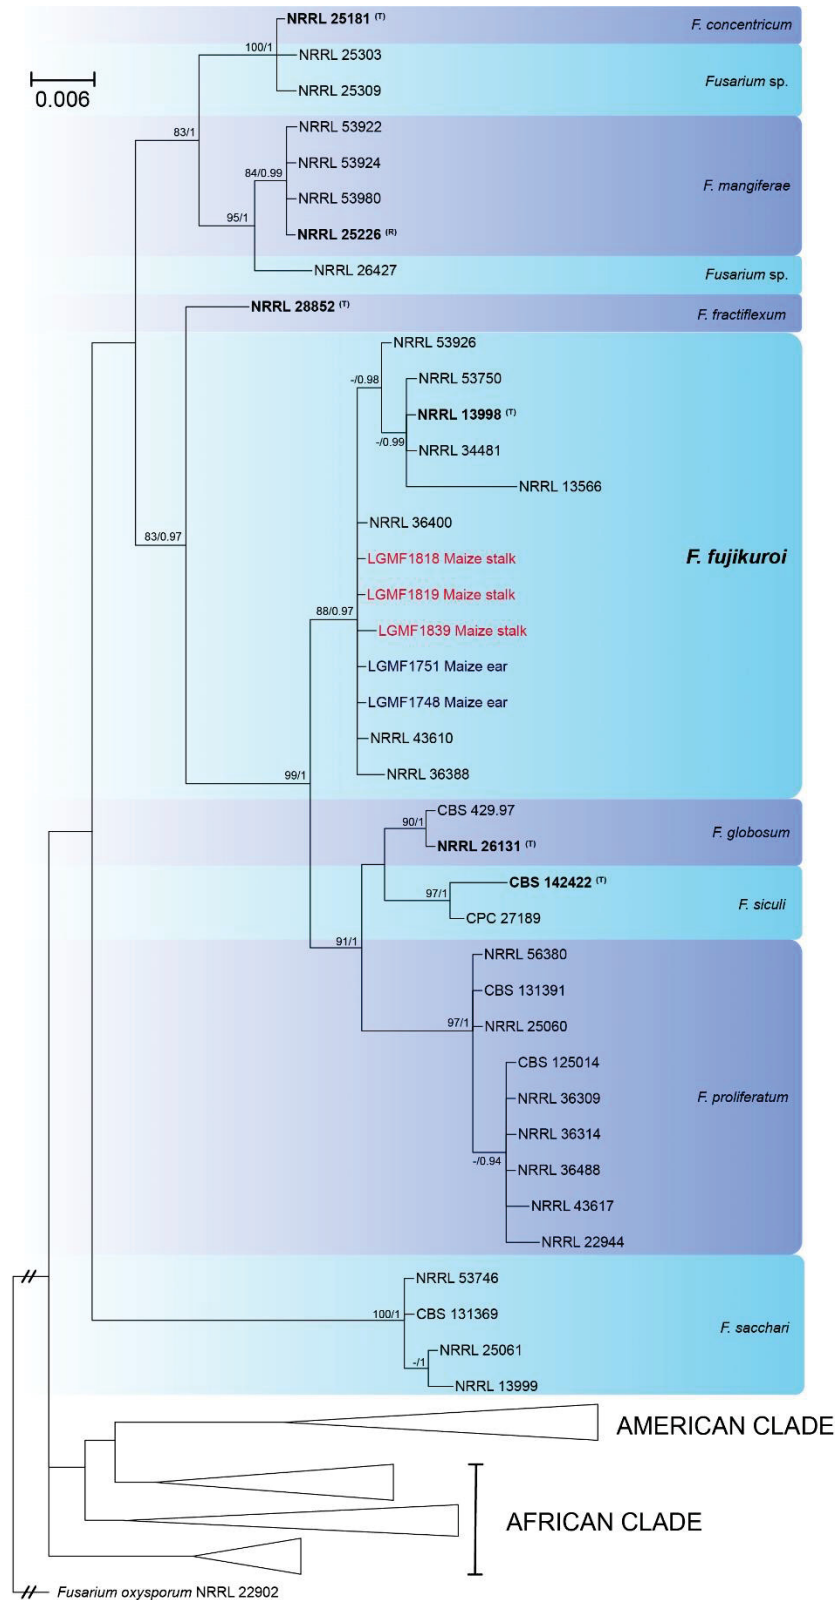 NRRL 25181 (T)
F. concentricum
100/1
NRRL 25303
0.006
Fusarium sp.
NRRL 25309
83/1
NRRL 53922
NRRL 53924
84/0.99
F. mangiferae
NRRL 53980
95/1
NRRL 25226 (R)
NRRL 26427
Fusarium sp.
NRRL 28852 (T)
F. fractiflexum
NRRL 53926
-/0.98
NRRL 53750
NRRL 13998 (T)
-/0.99
NRRL 34481
NRRL 13566
NRRL 36400
83/0.97
LGMF1818 Maize stalk
F. fujikuroi
LGMF1819 Maize stalk
88/0.97
LGMF1839 Maize stalk
LGMF1751 Maize ear
LGMF1748 Maize ear
NRRL 43610
99/1
NRRL 36388
CBS 429.97
90/1
F. globosum
NRRL 26131 (T)
CBS 142422 (T)
97/1
F. siculi
CPC 27189
91/1
NRRL 56380
CBS 131391
97/1
NRRL 25060
CBS 125014
NRRL 36309
F. proliferatum
NRRL 36314
-/0.94
NRRL 36488
NRRL 43617
NRRL 22944
NRRL 53746
100/1
CBS 131369
F. sacchari
NRRL 25061
-/1
NRRL 13999
AMERICAN CLADE
AFRICAN CLADE
Fusarium oxysporum NRRL 22902